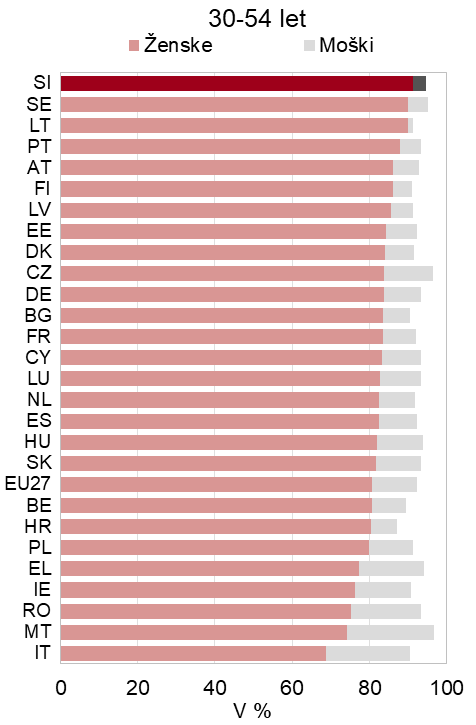 30-54 let
Ženske Moški
SI
SE
LT
PT
AT
FI
LV
EE
DK
CZ
DE
BG
FR
CY
LU
NL
ES
HU
SK
EU27
BE
HR
PL
EL
IE
RO
MT
IT
0 20 40 60 80 100
V %